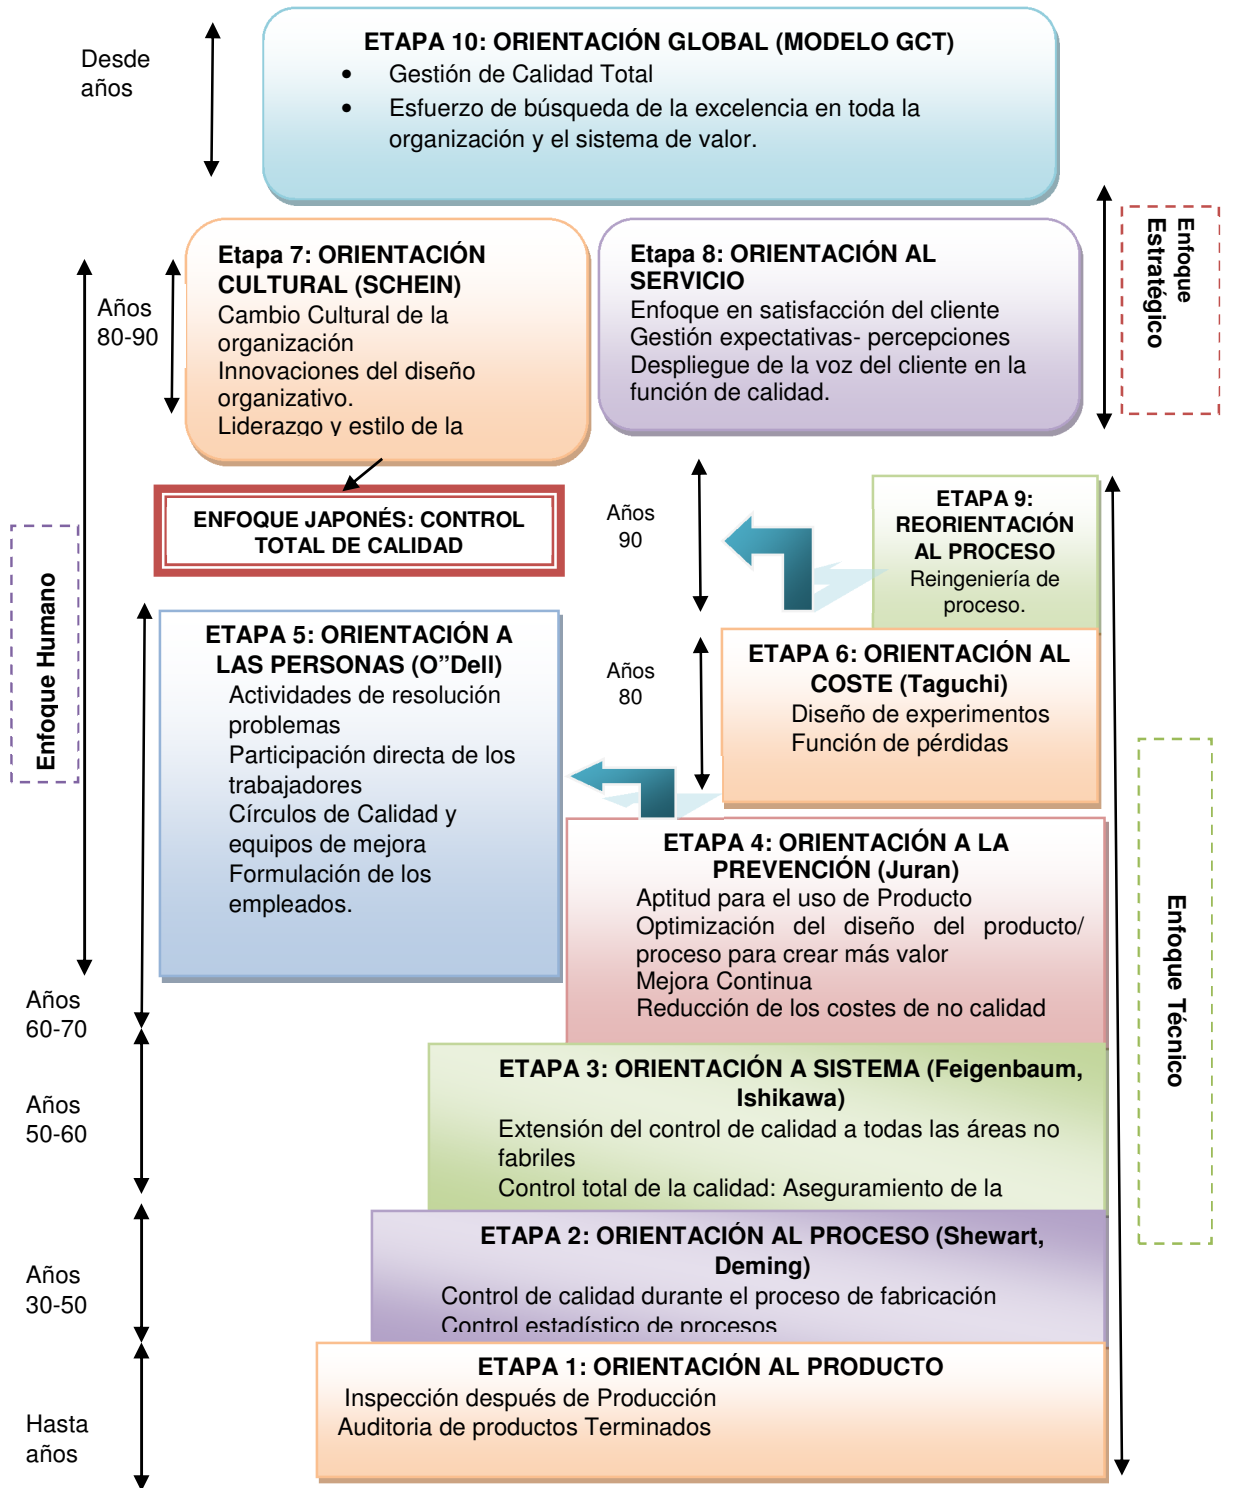 Desde
años
ETAPA 10: ORIENTACIÓN GLOBAL (MODELO GCT)
• Gestión de Calidad Total
• Esfuerzo de búsqueda de la excelencia en toda la
organización y el sistema de valor.
Enfoque
Estratégico
Años
80-90
Etapa 7: ORIENTACIÓN
CULTURAL (SCHEIN)
Cambio Cultural de la
organización
Innovaciones del diseño
organizativo.
Liderazgo y estilo de la
Etapa 8: ORIENTACIÓN AL
SERVICIO
Enfoque en satisfacción del cliente
Gestión expectativas- percepciones
Despliegue de la voz del cliente en la
función de calidad.
ENFOQUE JAPONÉS: CONTROL
TOTAL DE CALIDAD
Años
90
ETAPA 9:
REORIENTACIÓN
AL PROCESO
Reingeniería de
proceso.
Enfoque Humano
ETAPA 5: ORIENTACIÓN A
LAS PERSONAS (O”Dell)
Actividades de resolución
problemas
Participación directa de los
trabajadores
Círculos de Calidad y
equipos de mejora
Formulación de los
empleados.
Años
80
ETAPA 6: ORIENTACIÓN AL
COSTE (Taguchi)
Diseño de experimentos
Función de pérdidas
Enfoque Técnico
ETAPA 4: ORIENTACIÓN A LA
PREVENCIÓN (Juran)
Aptitud para el uso de Producto
Optimización del diseño del producto/
proceso para crear más valor
Mejora Continua
Reducción de los costes de no calidad
Años
60-70
Años
50-60
ETAPA 3: ORIENTACIÓN A SISTEMA (Feigenbaum,
Ishikawa)
Extensión del control de calidad a todas las áreas no
fabriles
Control total de la calidad: Aseguramiento de la
Años
30-50
ETAPA 2: ORIENTACIÓN AL PROCESO (Shewart,
Deming)
Control de calidad durante el proceso de fabricación
Control estadístico de procesos
Hasta
años
ETAPA 1: ORIENTACIÓN AL PRODUCTO
Inspección después de Producción
Auditoria de productos Terminados